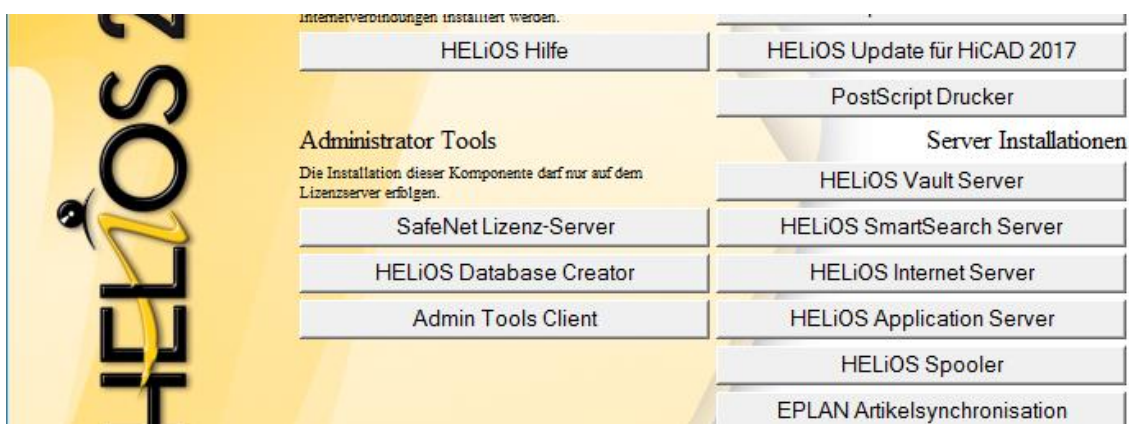 HELiOS 2
Internetverbindungen installiert werden.
HELiOS Hilfe
HELiOS Update für HiCAD 2017
PostScript Drucker
Administrator Tools
Die Installation dieser Komponente darf nur auf dem
Lizenzserver erfolgen.
SafeNet Lizenz-Server
HELiOS Database Creator
Admin Tools Client
Server Installationen
HELiOS Vault Server
HELiOS SmartSearch Server
HELiOS Internet Server
HELiOS Application Server
HELiOS Spooler
EPLAN Artikelsynchronisation